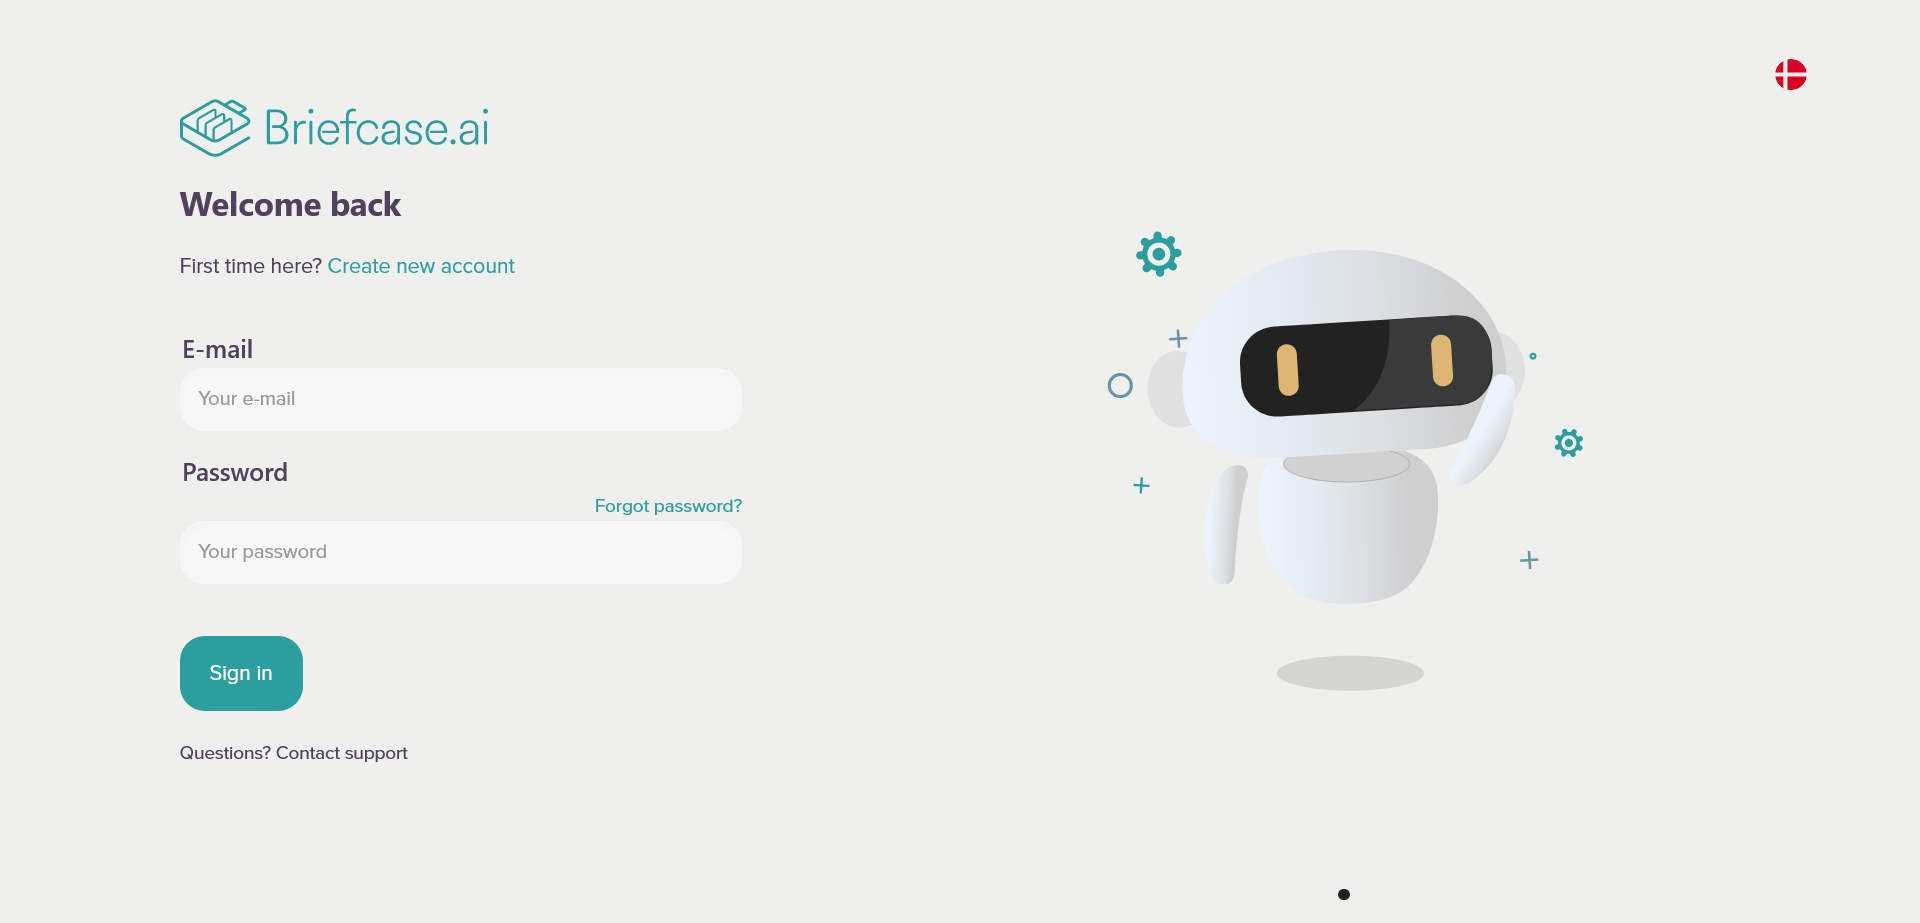 Briefcase.ai
Welcome back
First time here? Create new account
E-mail
Your e-mail
Password
Forgot password?
Your password
Sign in
Questions? Contact support